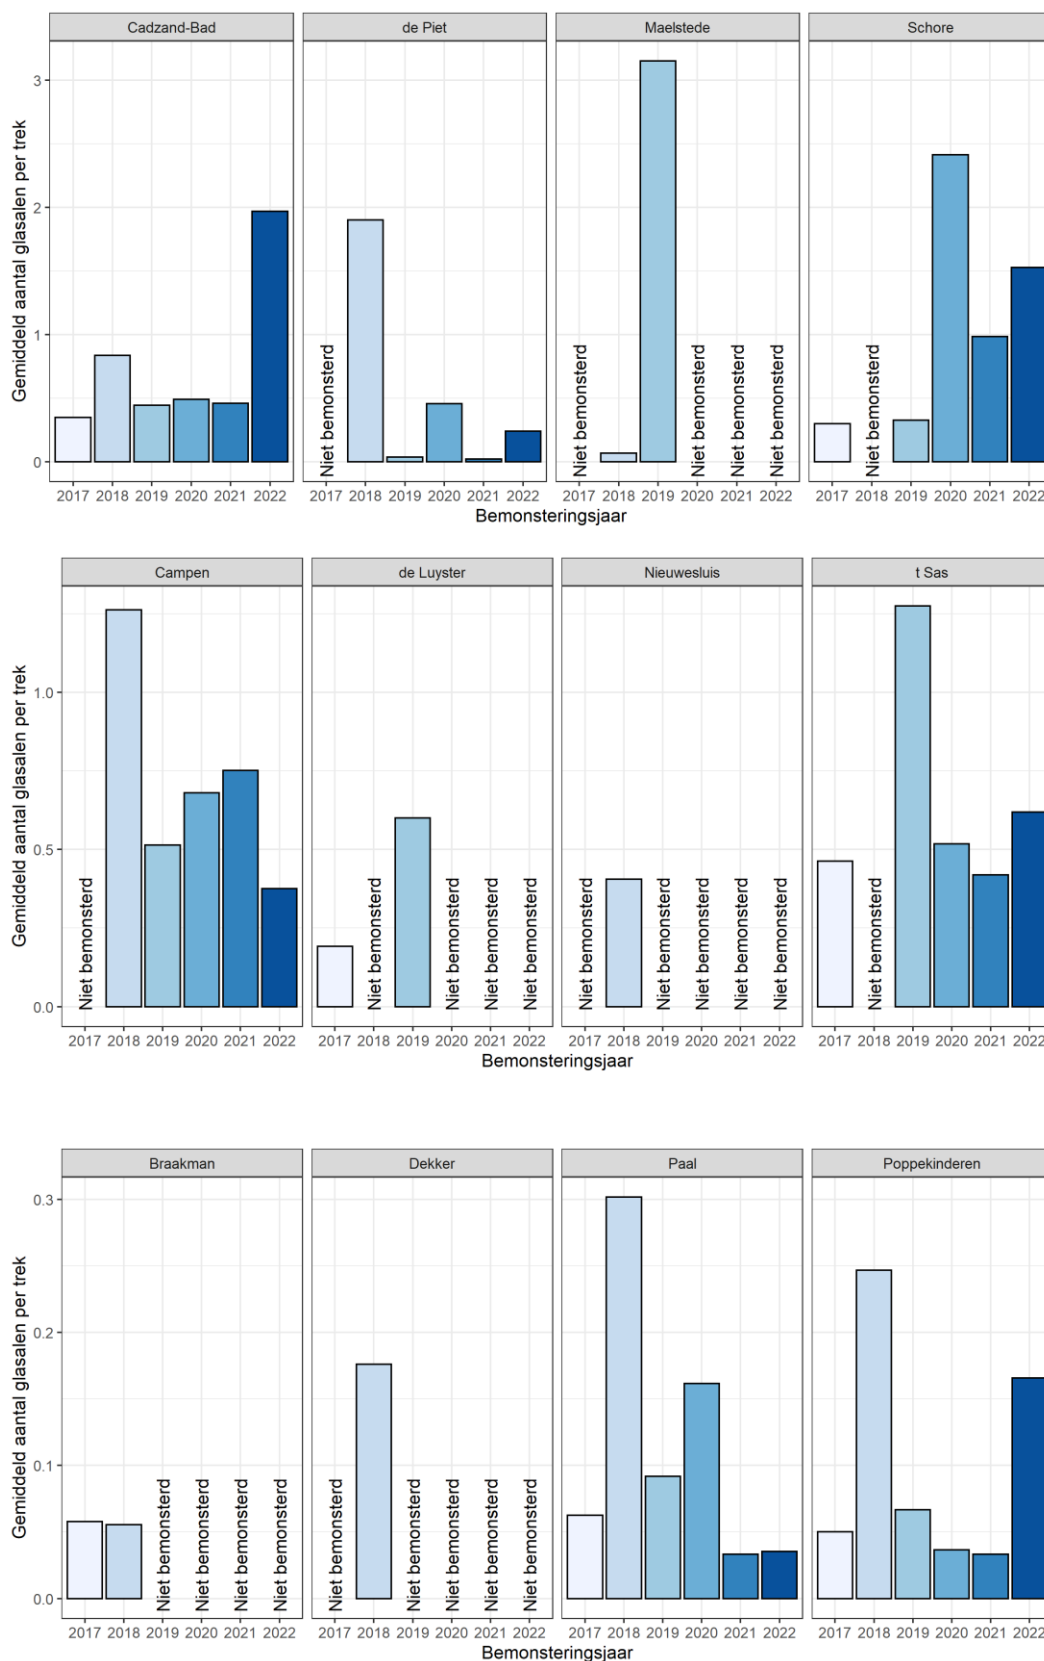 Cadzand-Bad de Piet Maelstede Schore
Gemiddeld aantal glasalen per trek
3
2
1
0
Niet bemonsterd Niet bemonsterd Niet bemonsterd Niet bemonsterd Niet bemonsterd Niet bemonsterd
2017 2018 2019 2020 2021 2022 2017 2018 2019 2020 2021 2022 2017 2018 2019 2020 2021 2022 2017 2018 2019 2020 2021 2022
Bemonsteringsjaar
Campen de Luyster Nieuwesluis t Sas
Gemiddeld aantal glasalen per trek
1.0
0.5
0.0
Niet bemonsterd Niet bemonsterd Niet bemonsterd Niet bemonsterd Niet bemonsterd Niet bemonsterd Niet bemonsterd Niet bemonsterd Niet bemonsterd Niet bemonsterd Niet bemonsterd
2017 2018 2019 2020 2021 2022 2017 2018 2019 2020 2021 2022 2017 2018 2019 2020 2021 2022 2017 2018 2019 2020 2021 2022
Bemonsteringsjaar
Braakman Dekker Paal Poppekinderen
Gemiddeld aantal glasalen per trek
0.3
0.2
0.1
0.0
Niet bemonsterd Niet bemonsterd Niet bemonsterd Niet bemonsterd Niet bemonsterd Niet bemonsterd Niet bemonsterd Niet bemonsterd Niet bemonsterd
2017 2018 2019 2020 2021 2022 2017 2018 2019 2020 2021 2022 2017 2018 2019 2020 2021 2022 2017 2018 2019 2020 2021 2022
Bemonsteringsjaar